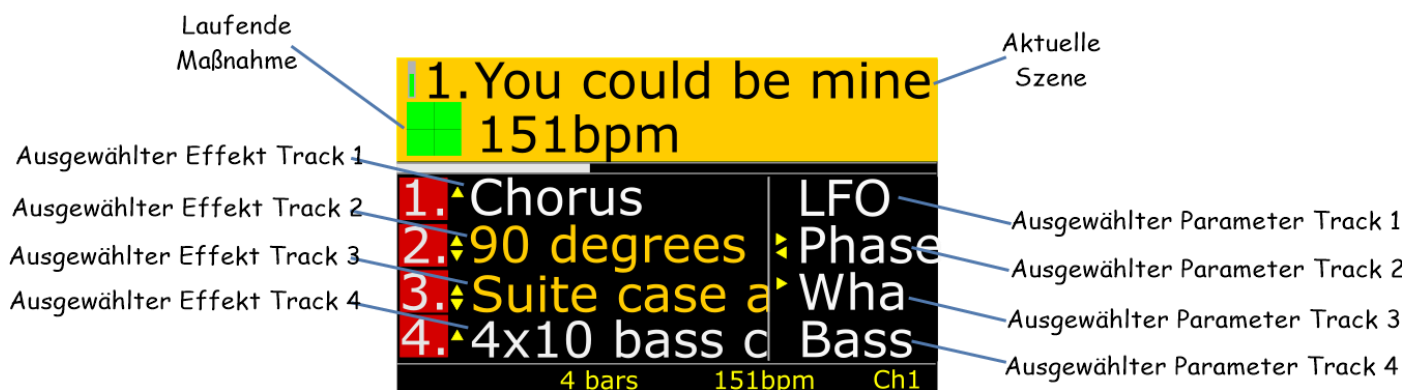 Laufende
Maßnahme
Aktuelle
Szene
1.You could be mine
151bpm
Ausgewählter Effekt Track 1
Ausgewählter Effekt Track 2
Ausgewählter Effekt Track 3
Ausgewählter Effekt Track 4
1. Chorus LFO
2. 90 degrees Phase
3. Suite case a Wha
4. 4x10 bass c Bass
4 bars 151bpm Ch1
Ausgewählter Parameter Track 1
Ausgewählter Parameter Track 2
Ausgewählter Parameter Track 3
Ausgewählter Parameter Track 4